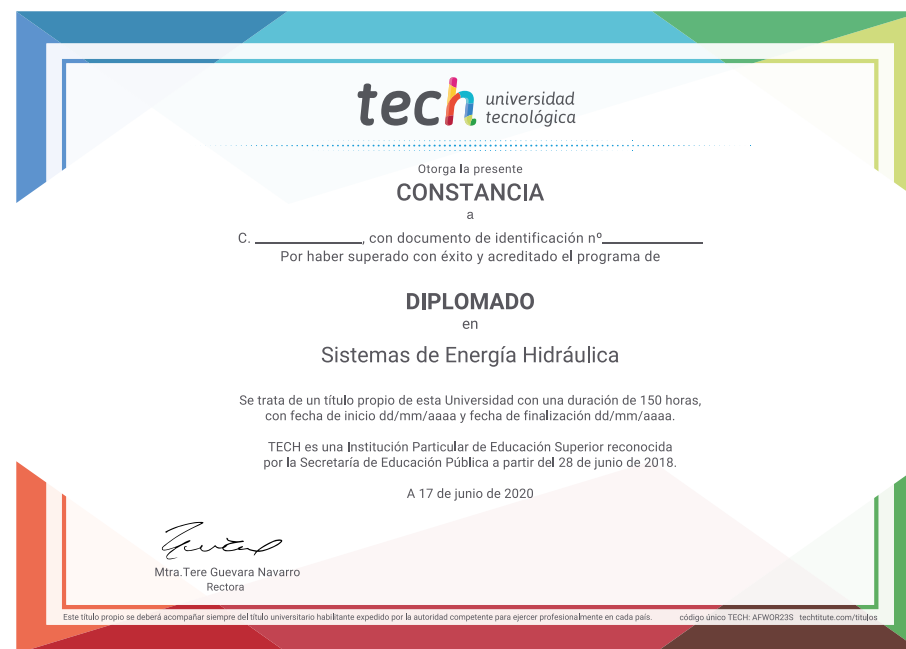 tech universidad
tecnológica
Otorga la presente
CONSTANCIA
a
C. ____________, con documento de identificación nº____________
Por haber superado con éxito y acreditado el programa de
DIPLOMADO
en
Sistemas de Energía Hidráulica
Se trata de un título propio de esta Universidad con una duración de 150 horas,
con fecha de inicio dd/mm/aaaa y fecha de finalización dd/mm/aaaa.
TECH es una Institución Particular de Educación Superior reconocida
por la Secretaría de Educación Pública a partir del 28 de junio de 2018.
A 17 de junio de 2020
Mtra.Tere Guevara Navarro
Rectora
Este título propio se deberá acompañar siempre del título universitario habilitante expedido por la autoridad competente para ejercer profesionalmente en cada país. código único TECH: AFWOR23S techtitute.com/titulos